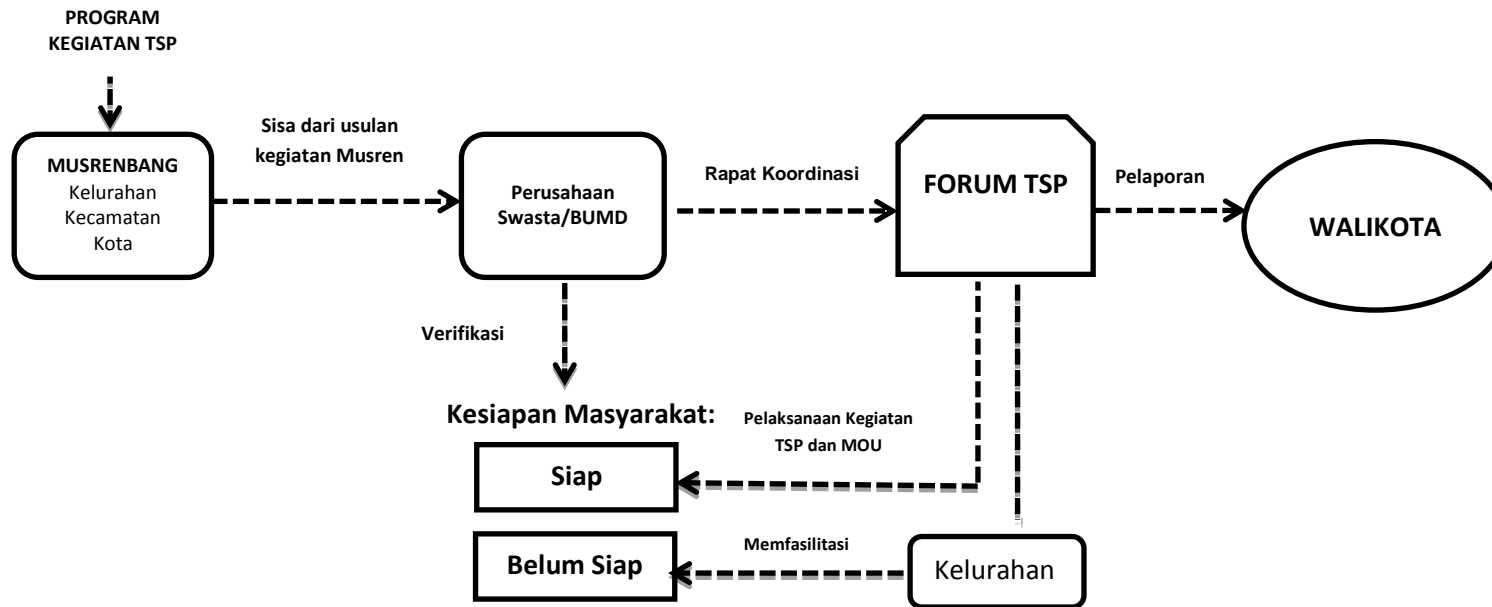 PROGRAM
KEGIATAN TSP
MUSRENBANG
Kelurahan
Kecamatan
Kota
Sisa dari usulan
kegiatan Musren
Perusahaan
Swasta/BUMD
Rapat Koordinasi
FORUM TSP
Pelaporan
WALIKOTA
Verifikasi
Kesiapan Masyarakat:
Siap
Pelaksanaan Kegiatan
TSP dan MOU
Belum Siap
Memfasilitasi
Kelurahan